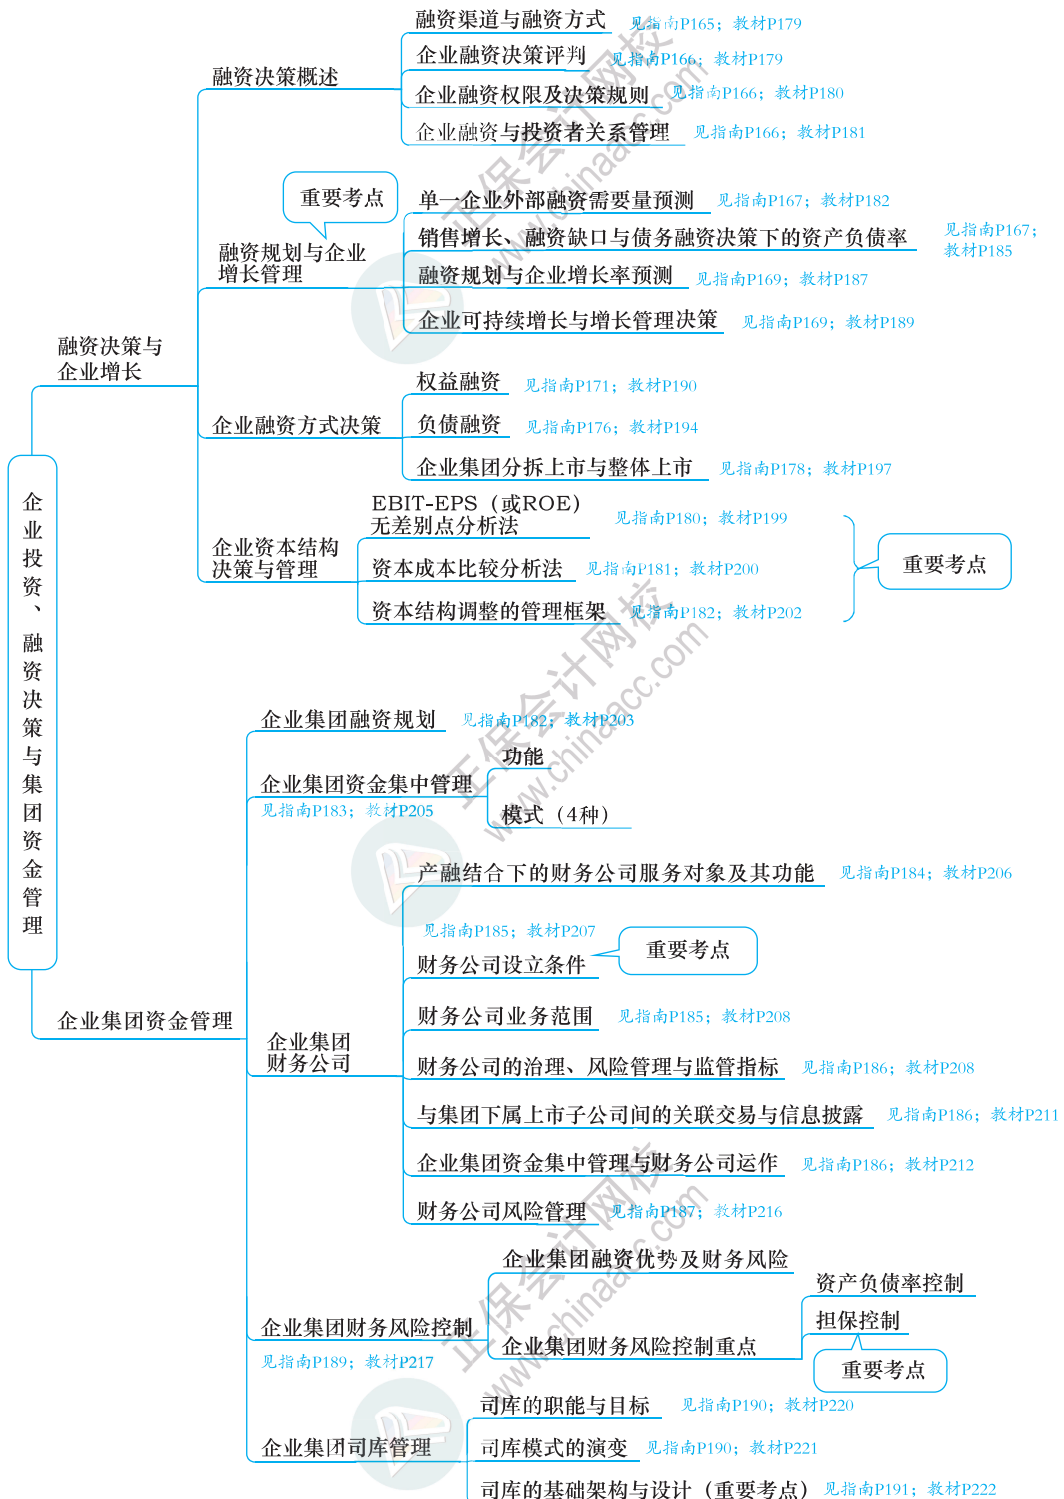 融资渠道与融资方式 见指南P165；教材P179
企业融资决策评判 见指南P166；教材P179
融资决策概述
企业融资权限及决策规则 见指南P166；教材P180
企业融资与投资者关系管理 见指南P166；教材P181
重要考点
单一企业外部融资需要量预测 见指南P167；教材P182
销售增长、融资缺口与债务融资决策下的资产负债率 见指南P167；
教材P185
融资规划与企业
增长管理
融资规划与企业增长率预测 见指南P169；教材P187
企业可持续增长与增长管理决策 见指南P169；教材P189
融资决策与
企业增长
权益融资 见指南P171；教材P190
企业融资方式决策
负债融资 见指南P176；教材P194
企业集团分拆上市与整体上市 见指南P178；教材P197
EBIT-EPS（或ROE）
无差别点分析法 见指南P180；教材P199
企业资本结构
决策与管理
资本成本比较分析法 见指南P181；教材P200
重要考点
资本结构调整的管理框架 见指南P182；教材P202
企业投资、融资决策与集团资金管理
企业集团融资规划 见指南P182；教材P203
功能
企业集团资金集中管理
见指南P183；教材P205
模式（4种）
产融结合下的财务公司服务对象及其功能 见指南P184；教材P206
见指南P185；教材P207
财务公司设立条件
重要考点
财务公司业务范围 见指南P185；教材P208
企业集团资金管理
企业集团
财务公司
财务公司的治理、风险管理与监管指标 见指南P186；教材P208
与集团下属上市子公司间的关联交易与信息披露 见指南P186；教材P211
企业集团资金集中管理与财务公司运作 见指南P186；教材P212
财务公司风险管理 见指南P187；教材P216
企业集团融资优势及财务风险
资产负债率控制
企业集团财务风险控制
见指南P189；教材P217
企业集团财务风险控制重点
担保控制
重要考点
司库的职能与目标 见指南P190；教材P220
企业集团司库管理
司库模式的演变 见指南P190；教材P221
司库的基础架构与设计（重要考点） 见指南P191；教材P222
正保会计网校
www.chinaacc.com
正保会计网校
www.chinaacc.com
正保会计网校
www.chinaacc.com